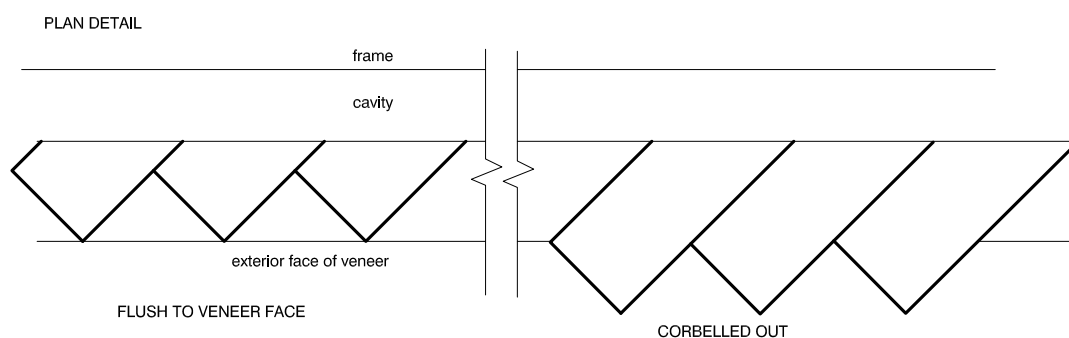 PLAN DETAIL
frame
cavity
exterior face of veneer
FLUSH TO VENEER FACE
CORBELLED OUT